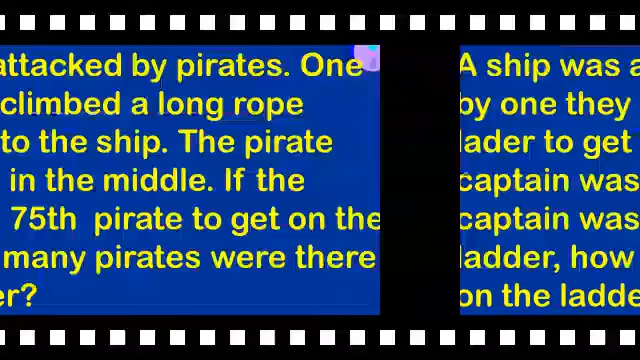 attacked by pirates. One
climbed a long rope
to the ship. The pirate
in the middle. If the
75th pirate to get on the
many pirates were there
er?
A ship was a
by one they
lader to get
captain was
captain was
ladder, how
on the ladde